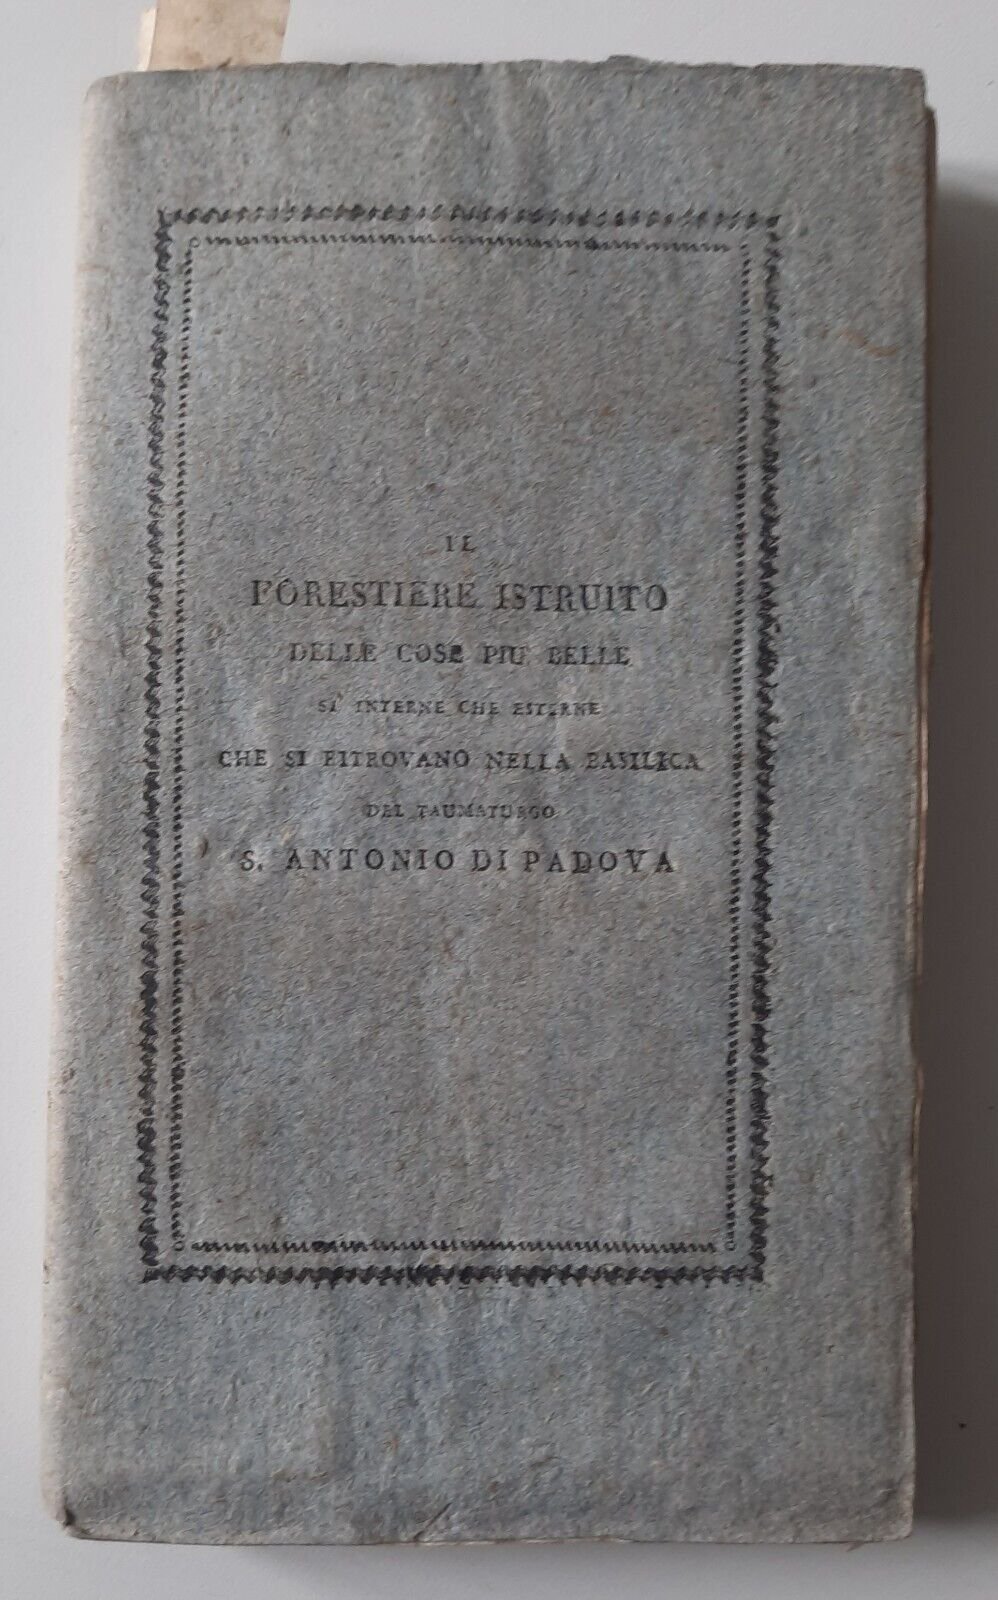 IL
FORESTIERE ISTRUITO
DELLE COSE PIU BELLE
SI INTERNE CHE ESTERNE
CHE SI RITROVANO NELLA BASILICA
DEL TAUMATURGO
S. ANTONIO DI PADOVA